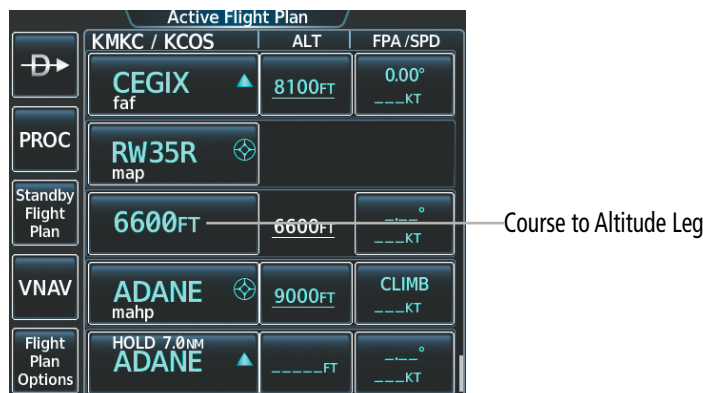 Active Flight Plan
KMKC / KCOS
ALT
FPA/SPD
D
CEGIX
faf
8100FT
0.00°
___KT
PROC
RW35R
map
Standby
Flight
Plan
6600FT
6600FT
_.__°
___KT
Course to Altitude Leg
VNAV
ADANE
mahp
9000FT
CLIMB
___KT
Flight
Plan
Options
HOLD 7.0NM
ADANE
_____FT
_.__°
___KT